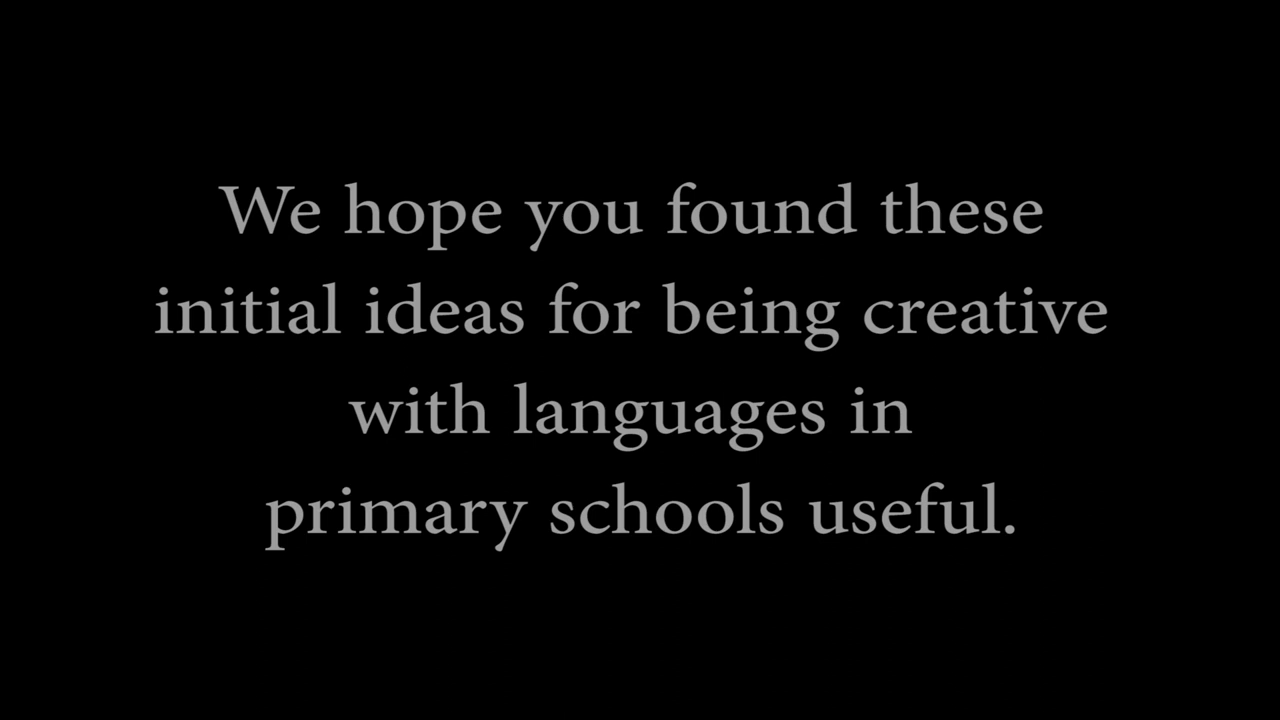 We hope you found these
initial ideas for being creative
with languages in
primary schools useful.